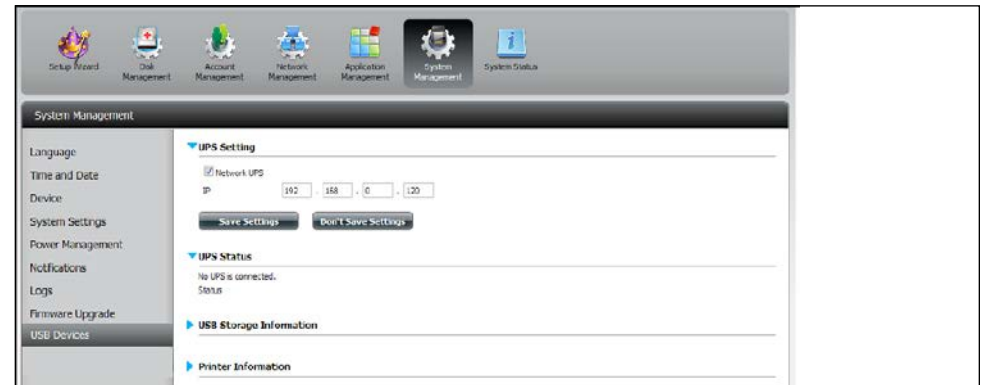 Setup Wizard
Disk Management
Account Management
Network Management
Application Management
System Management
System Status
System Management
Language
Time and Date
Device
System Settings
Power Management
Notifications
Logs
Firmware Upgrade
USB Devices
UPS Setting
Network UPS
IP 192 . 168 . 0 . 120
Save Settings Don't Save Settings
UPS Status
No UPS is connected.
Status
USB Storage Information
Printer Information